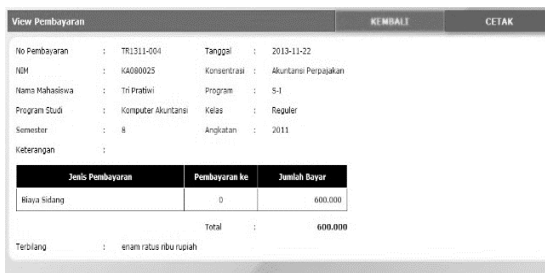 View Pembayaran KEMBALI CETAK
No Pembayaran : TR1311-004 Tanggal : 2013-11-22
NIM : KA080025 Konsentrasi : Akuntansi Perpajakan
Nama Mahasiswa : Tri Pratiwi Program : S-I
Program Studi : Komputer Akuntansi Kelas : Reguler
Semester : 8 Angkatan : 2011
Keterangan :
Jenis Pembayaran Pembayaran ke Jumlah Bayar
Biaya Sidang 0 600.000
Total : 600.000
Terbilang : enam ratus ribu rupiah